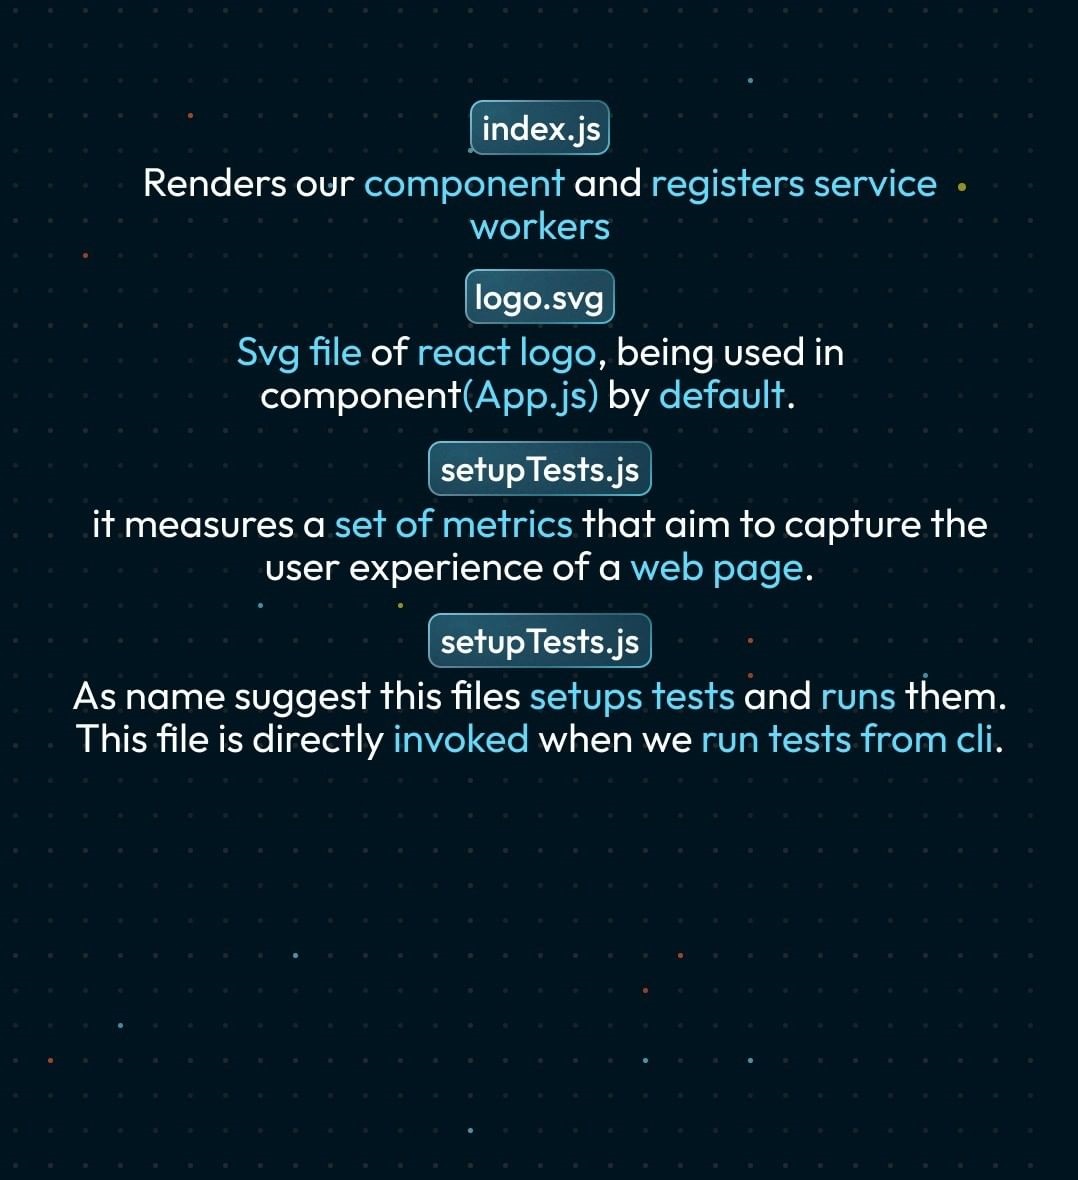 index.js
Renders our component and registers service
workers
logo.svg
Svg file of react logo, being used in
component(App.js) by default.
setupTests.js
it measures a set of metrics that aim to capture the
user experience of a web page.
setupTests.js
As name suggest this files setups tests and runs them.
This file is directly invoked when we run tests from cli.